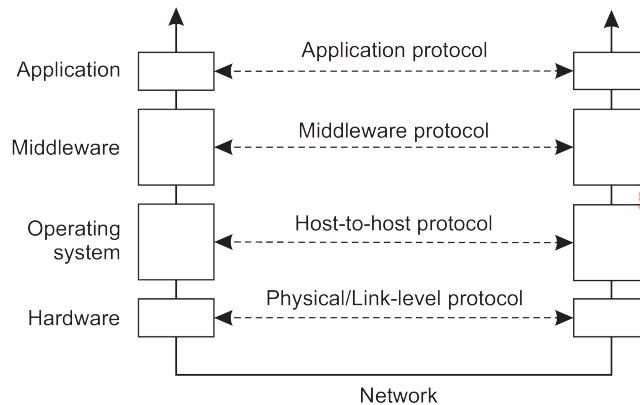 Application
Application protocol
Middleware
Middleware protocol
Operating
system
Host-to-host protocol
Hardware
Physical/Link-level protocol
Network